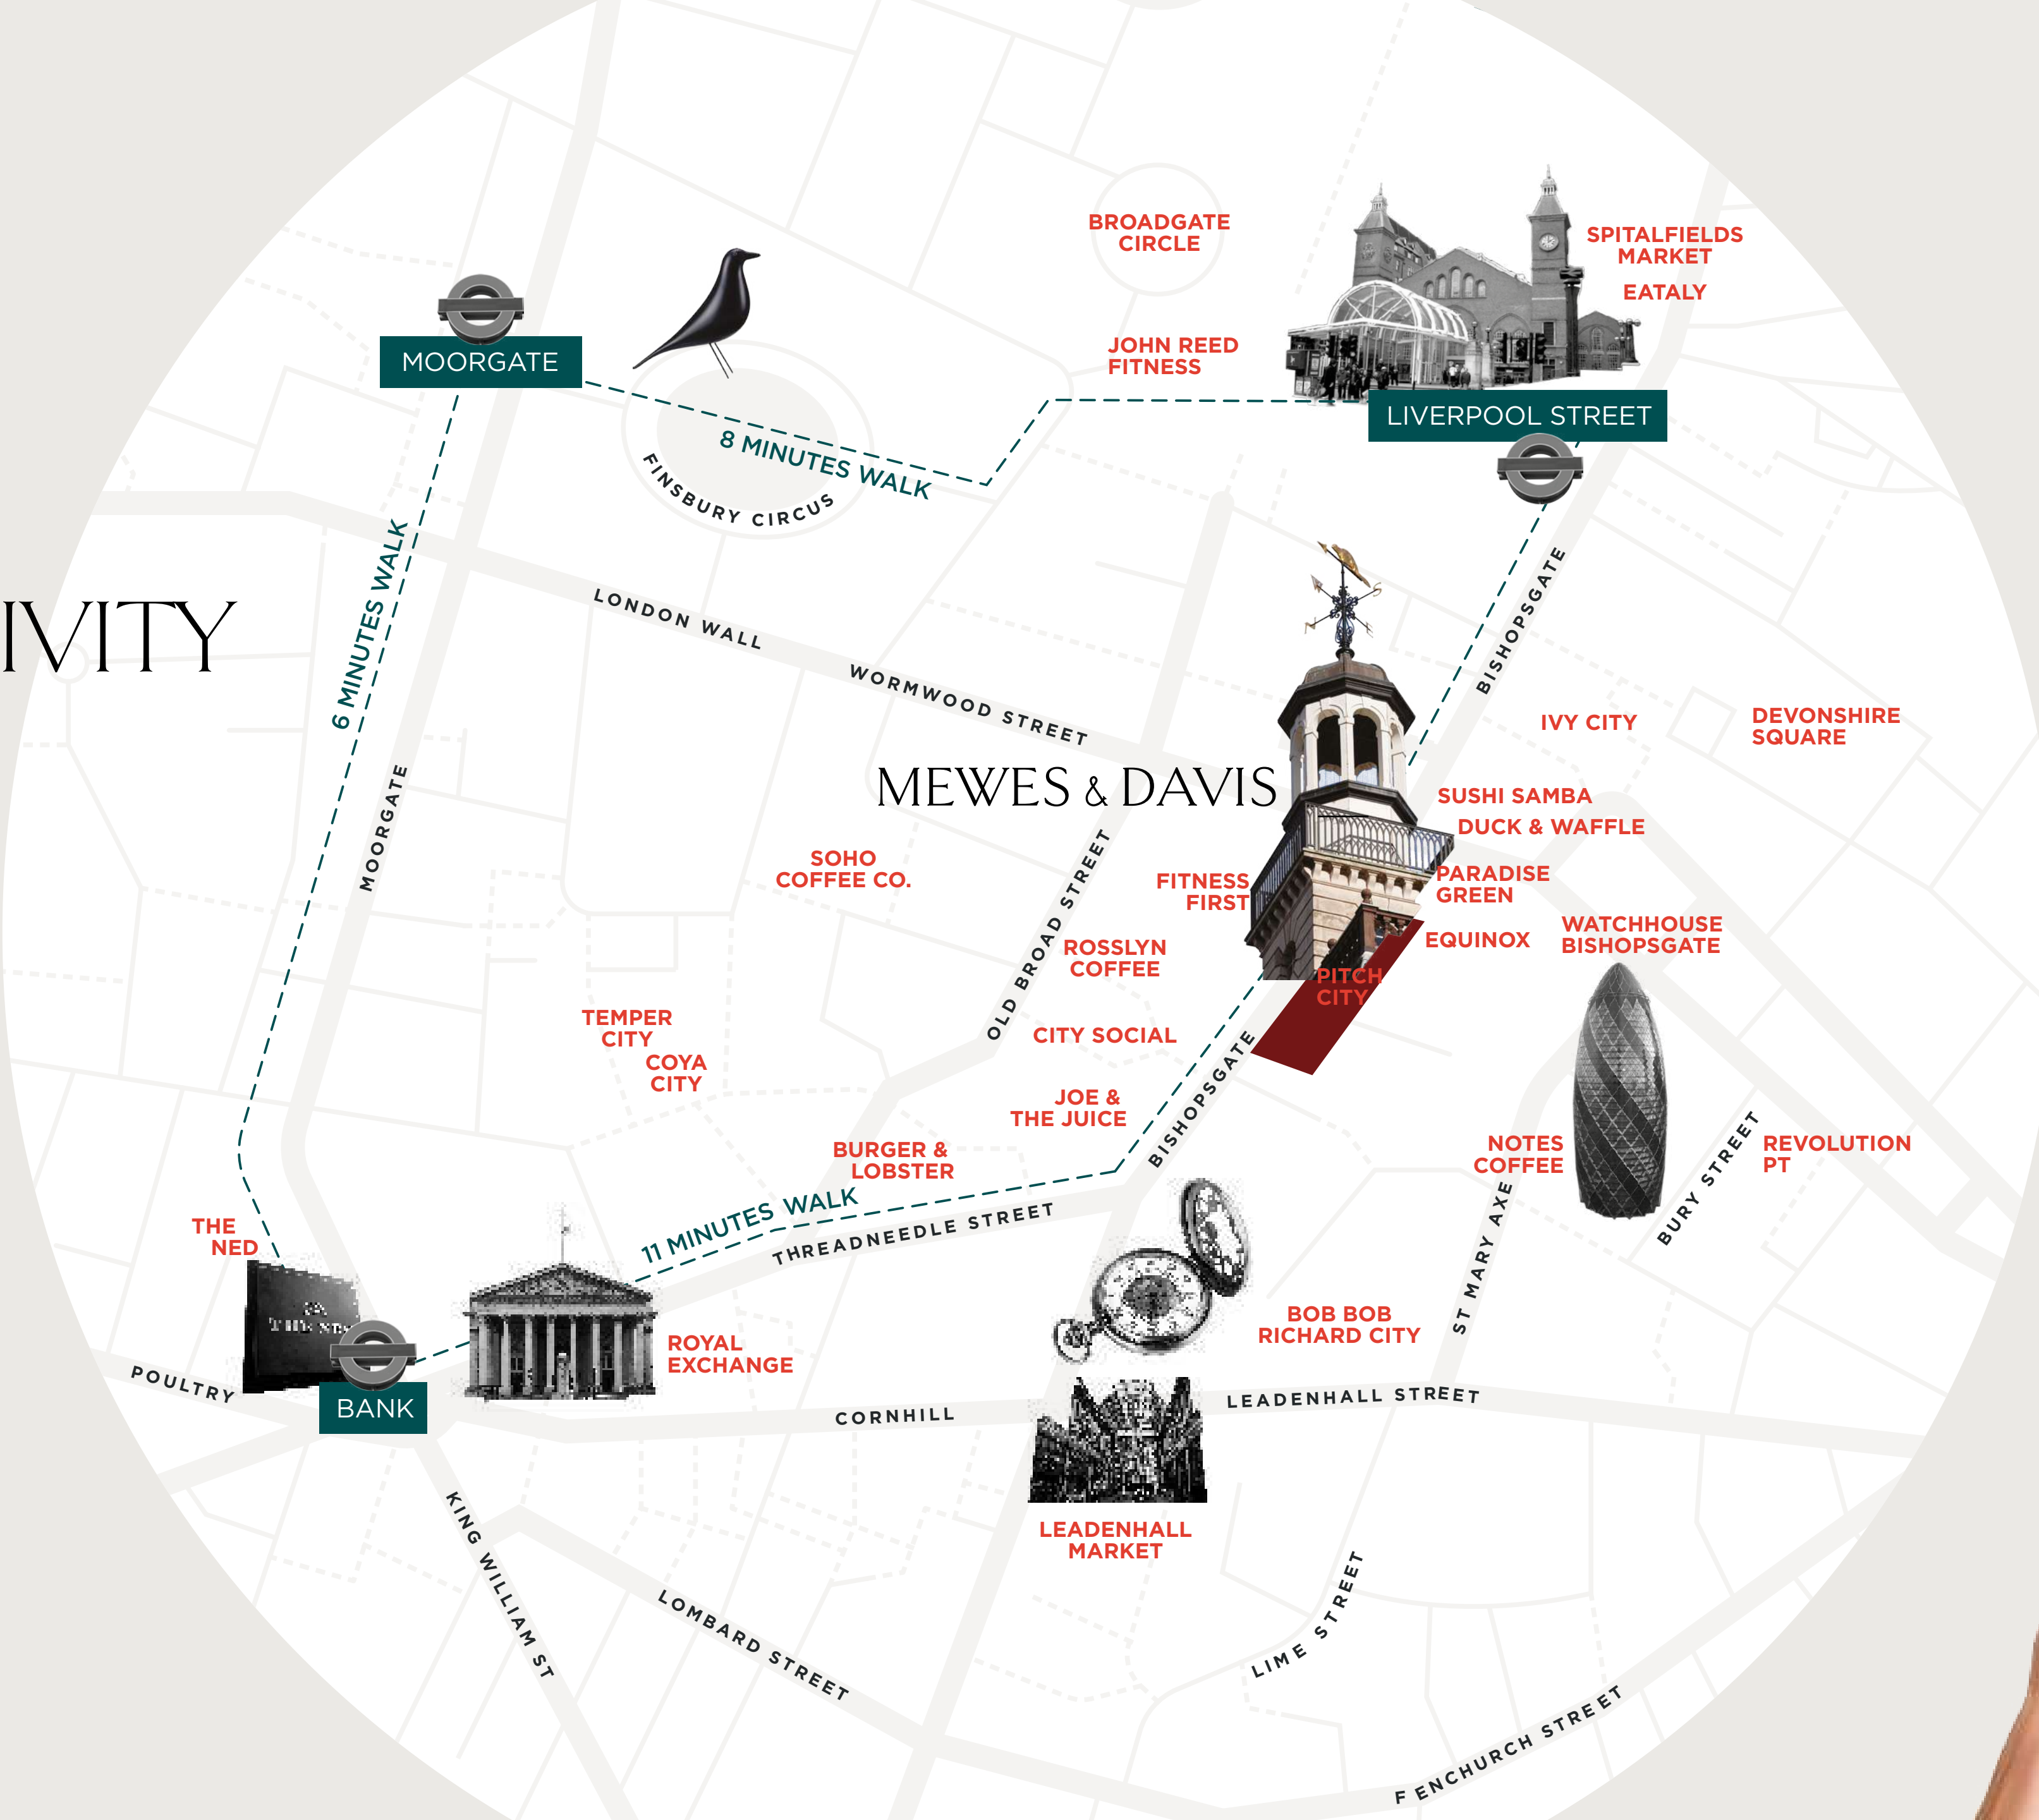 BROADGATE
CIRCLE
SPITALFIELDS
MARKET
EATALY
MOORGATE
JOHN REED
FITNESS
LIVERPOOL STREET
8 MINUTES WALK
FINSBURY CIRCUS
6 MINUTES WALK
LONDON WALL
BISHOPSGATE
IVITY
WORMWOOD STREET
IVY CITY
DEVONSHIRE
SQUARE
MEWES & DAVIS
MOORGATE
SUSHI SAMBA
DUCK & WAFFLE
SOHO
COFFEE CO.
OLD BROAD STREET
FITNESS
FIRST
PARADISE
GREEN
ROSSLYN
COFFEE
EQUINOX
WATCHHOUSE
BISHOPSGATE
PITCH
CITY
TEMPER
CITY
COYA
CITY
CITY SOCIAL
BISHOPSGATE
JOE &
THE JUICE
BURGER &
LOBSTER
NOTES
COFFEE
BURY STREET
REVOLUTION
PT
11 MINUTES WALK
THREADNEEDLE STREET
ST MARY AXE
THE
NED
THE NED
ROYAL
EXCHANGE
BOB BOB
RICHARD CITY
POULTRY
BANK
CORNHILL
LEADENHALL STREET
LEADENHALL
MARKET
KING WILLIAM ST
LOMBARD STREET
LIME STREET
FENCHURCH STREET